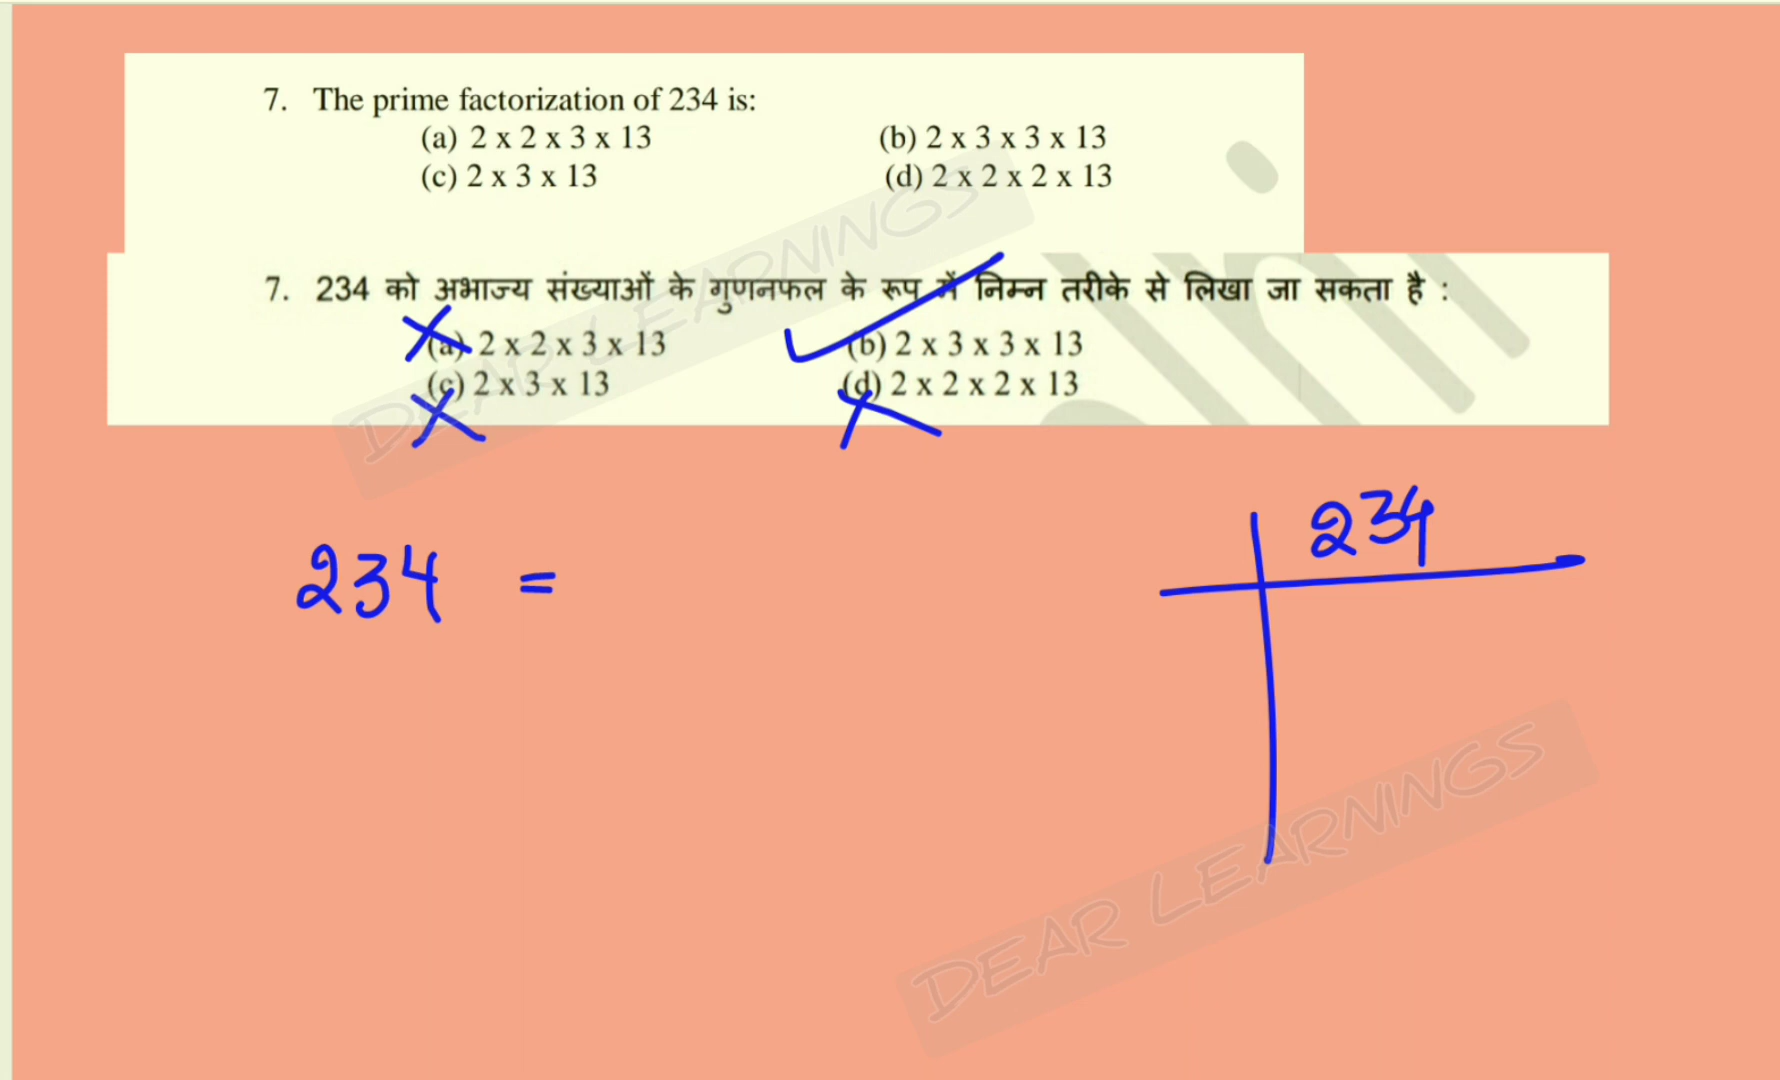 7. The prime factorization of 234 is:
(a) 2 x 2 x 3 x 13 (b) 2 x 3 x 3 x 13
(c) 2 x 3 x 13 (d) 2 x 2 x 2 x 13
7. 234 को अभाज्य संख्याओं के गुणनफल के रूप में निम्न तरीके से लिखा जा सकता है :
(a) 2 x 2 x 3 x 13 (b) 2 x 3 x 3 x 13
(c) 2 x 3 x 13 (d) 2 x 2 x 2 x 13
DEAR LEARNINGS
234 =
234
DEAR LEARNINGS